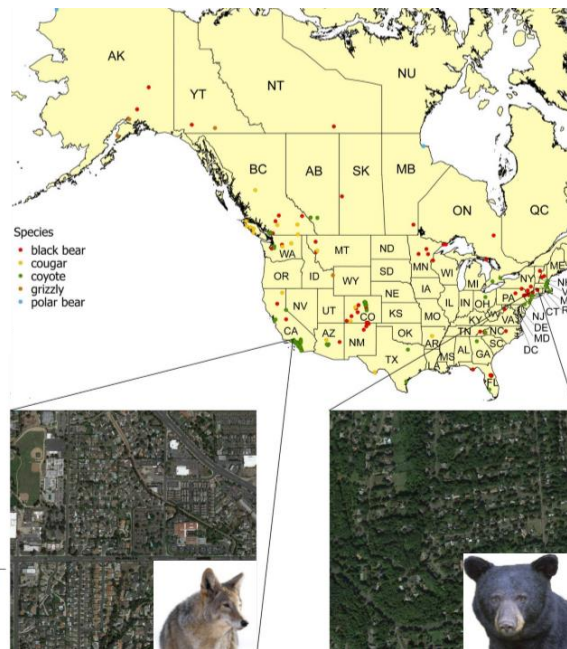 AK
YT
NT
NU
BC
AB
SK
MB
ON
QC
Species
black bear
cougar
coyote
grizzly
polar bear
WA
MT
ND
MN
OR
ID
WY
SD
WI
MI
NY
ME
NV
UT
CO
NE
IA
IL
IN
OH
PA
NJ
CT
CA
AZ
NM
KS
MO
KY
VA
DE
MD
DC
OK
AR
TN
NC
SC
TX
LA
MS
AL
GA
FL